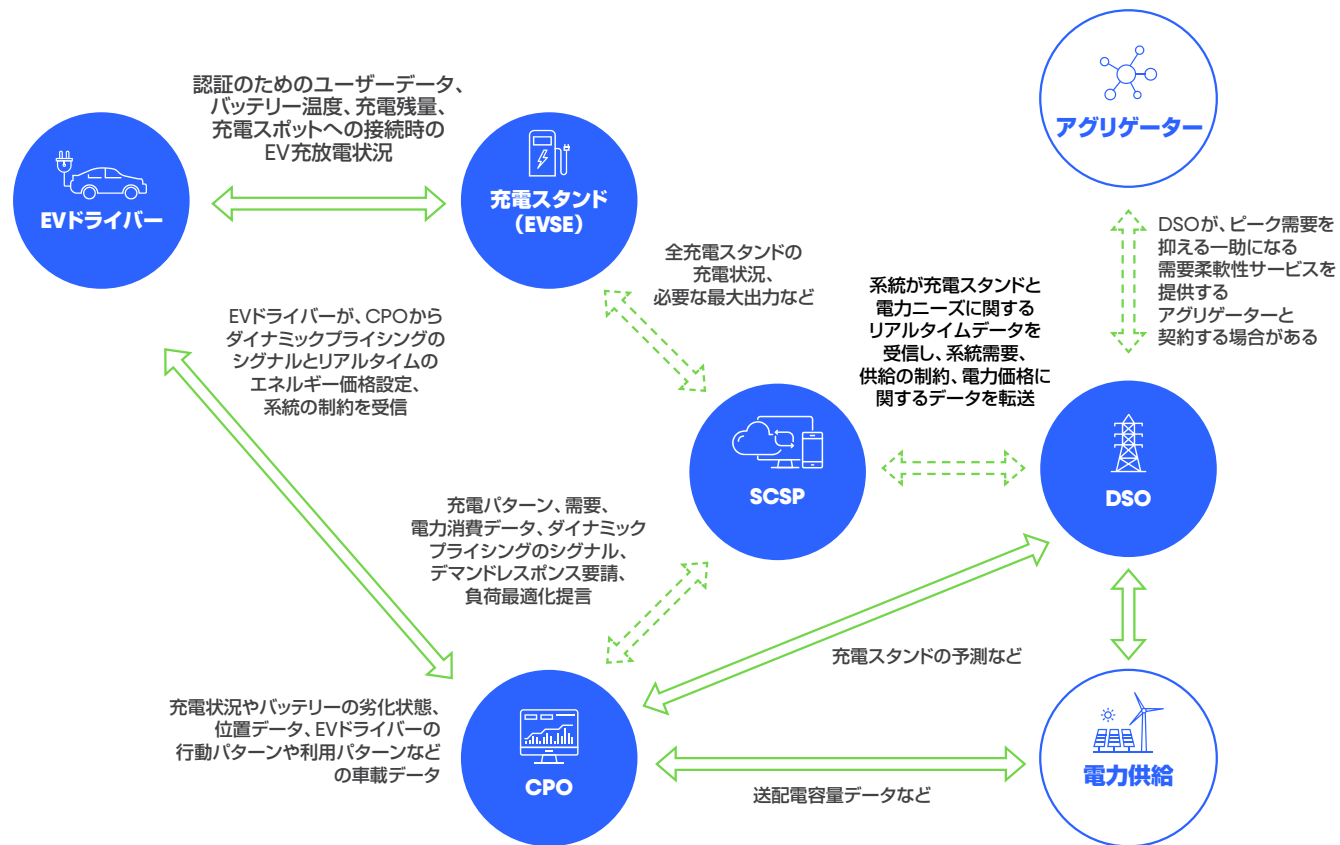 認証のためのユーザーデータ、
バッテリー温度、充電残量、
充電スポットへの接続時の
EV充放電状況
EVドライバー
充電スタンド
（EVSE）
アグリゲーター
DSOが、ピーク需要を
抑える一助になる
需要柔軟性サービスを
提供する
アグリゲーターと
契約する場合がある
全充電スタンドの
充電状況、
必要な最大出力など
系統が充電スタンドと
電力ニーズに関する
リアルタイムデータを
受信し、系統需要、
供給の制約、電力価格に
関するデータを転送
EVドライバーが、CPOから
ダイナミックプライシングの
シグナルとリアルタイムの
エネルギー価格設定、
系統の制約を受信
SCSP
DSO
充電パターン、需要、
電力消費データ、ダイナミック
プライシングのシグナル、
デマンドレスポンス要請、
負荷最適化提言
充電スタンドの予測など
充電状況やバッテリーの劣化状態、
位置データ、EVドライバーの
行動パターンや利用パターンなど
の車載データ
CPO
送配電容量データなど
電力供給